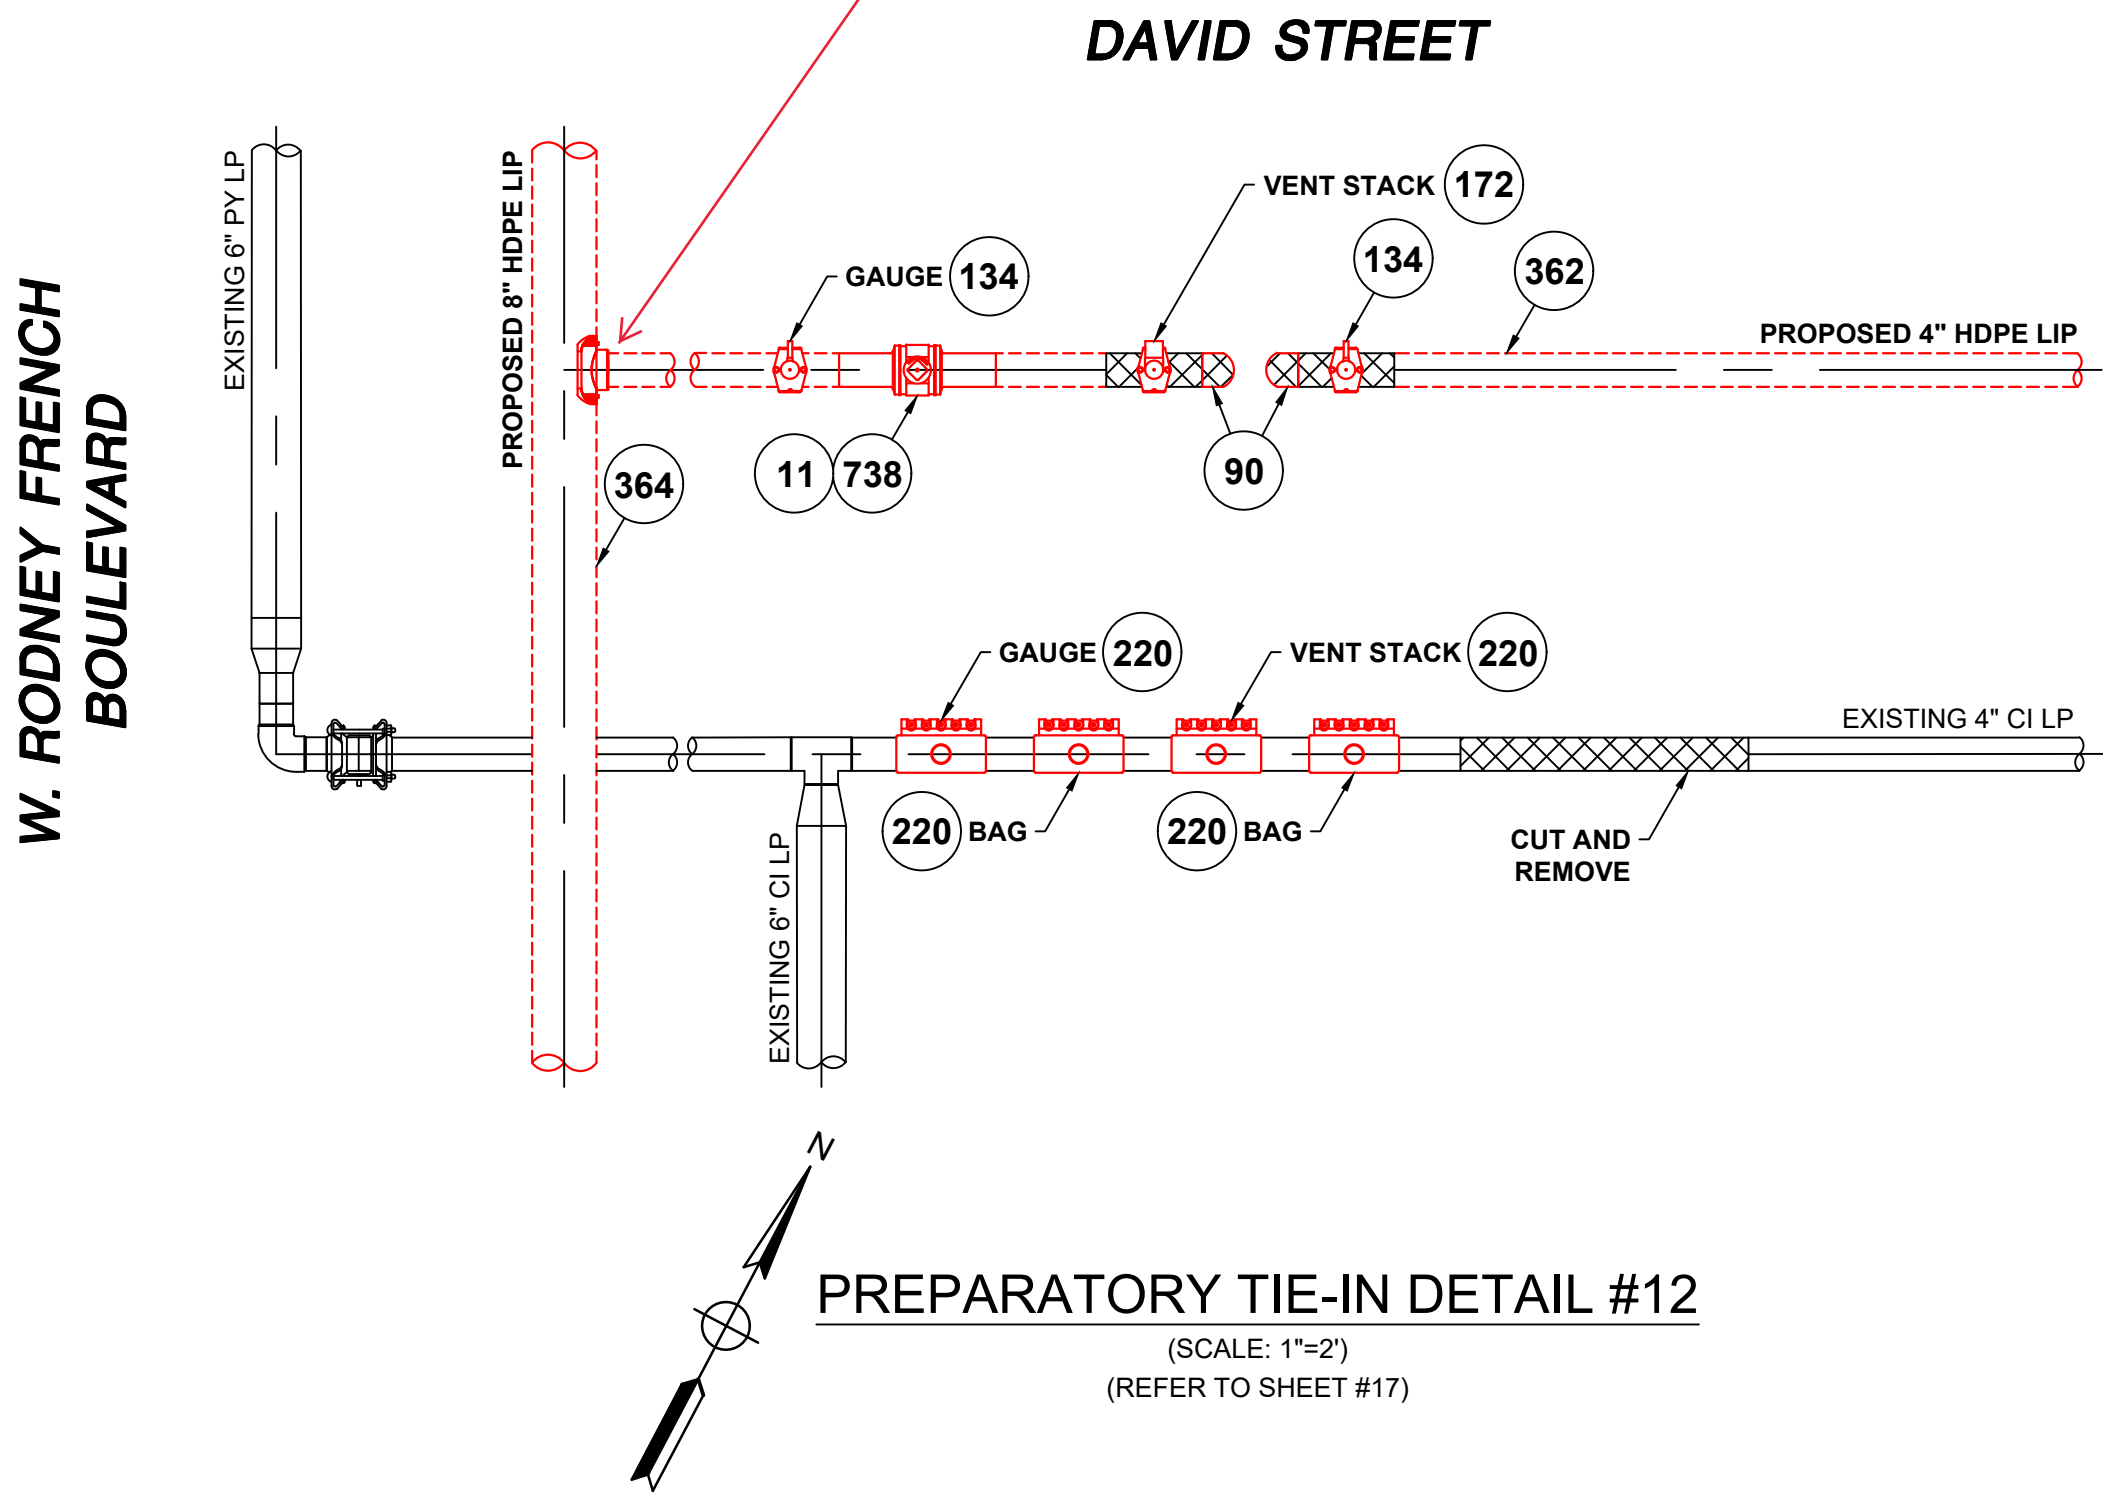 DAVID STREET
W. RODNEY FRENCH
BOULEVARD
EXISTING 6" PY LP
PROPOSED 8" HDPE LIP
VENT STACK 172
GAUGE 134
134
362
PROPOSED 4" HDPE LIP
364
11
738
90
GAUGE 220
VENT STACK 220
EXISTING 4" CI LP
220 BAG
220 BAG
CUT AND
REMOVE
EXISTING 6" CI LP
N
PREPARATORY TIE-IN DETAIL #12
(SCALE: 1"=2')
(REFER TO SHEET #17)